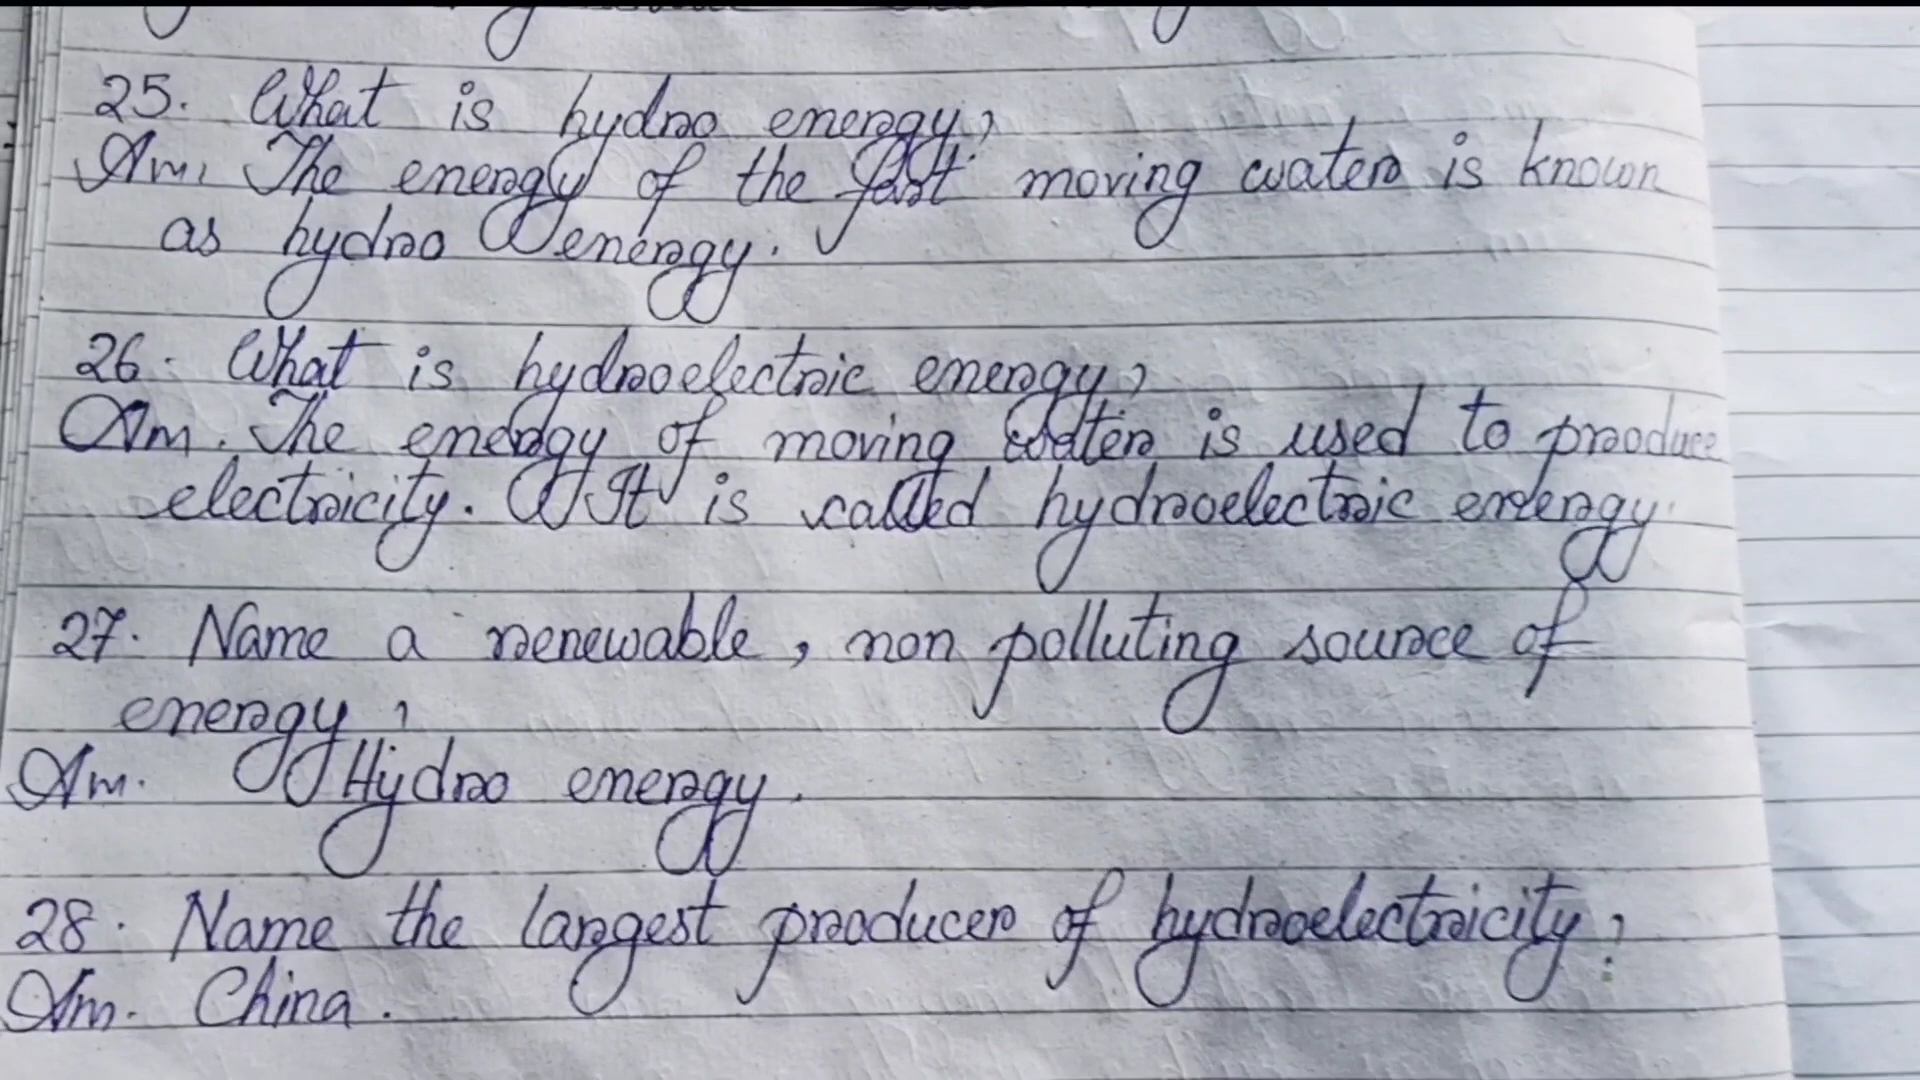 25. What is hydro energy?
Ans. The energy of the fast moving water is known
as hydro energy.
26. What is hydroelectric energy?
Ans. The energy of moving water is used to produce
electricity. It is called hydroelectric energy.
27. Name a renewable, non polluting source of
energy?
Ans. Hydro energy.
28. Name the largest producer of hydroelectricity?
Ans. China.